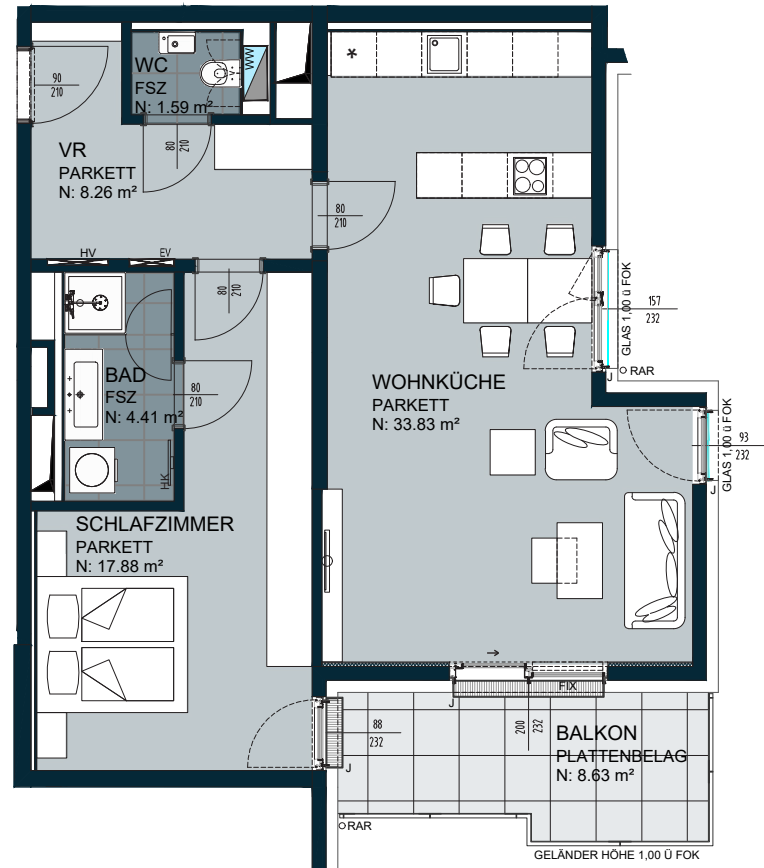 WC
FSZ
N: 1.59 m²
WW
*
90
210
VR
PARKETT
N: 8.26 m²
80
210
80
210
HV
EV
80
210
BAD
FSZ
N: 4.41 m²
80
210
HK
WOHNKÜCHE
PARKETT
N: 33.83 m²
GLAS 1,00 ü FOK
157
232
J
RAR
GLAS 1,00 ü FOK
93
232
J
SCHLAFZIMMER
PARKETT
N: 17.88 m²
→
FIX
J
88
232
J
200
232
BALKON
PLATTENBELAG
N: 8.63 m²
RAR
GELÄNDER HÖHE 1,00 Ü FOK